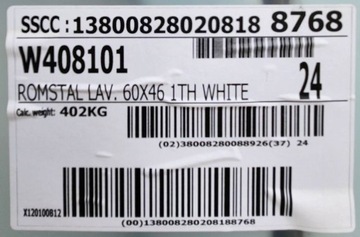 SSCC : 13800828020818 8768
W408101
24
ROMSTAL LAV. 60X46 1TH WHITE
Calc. weight: 402KG
(02)38008280088926(37) 24
X120100812
(00)138008280208188768